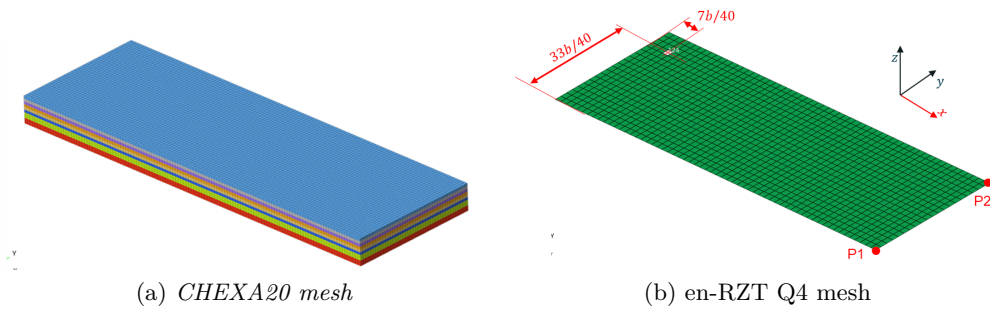 7b/40
33b/40
z
y
x
P2
P1
Y
Y
(a) CHEXA20 mesh
(b) en-RZT Q4 mesh